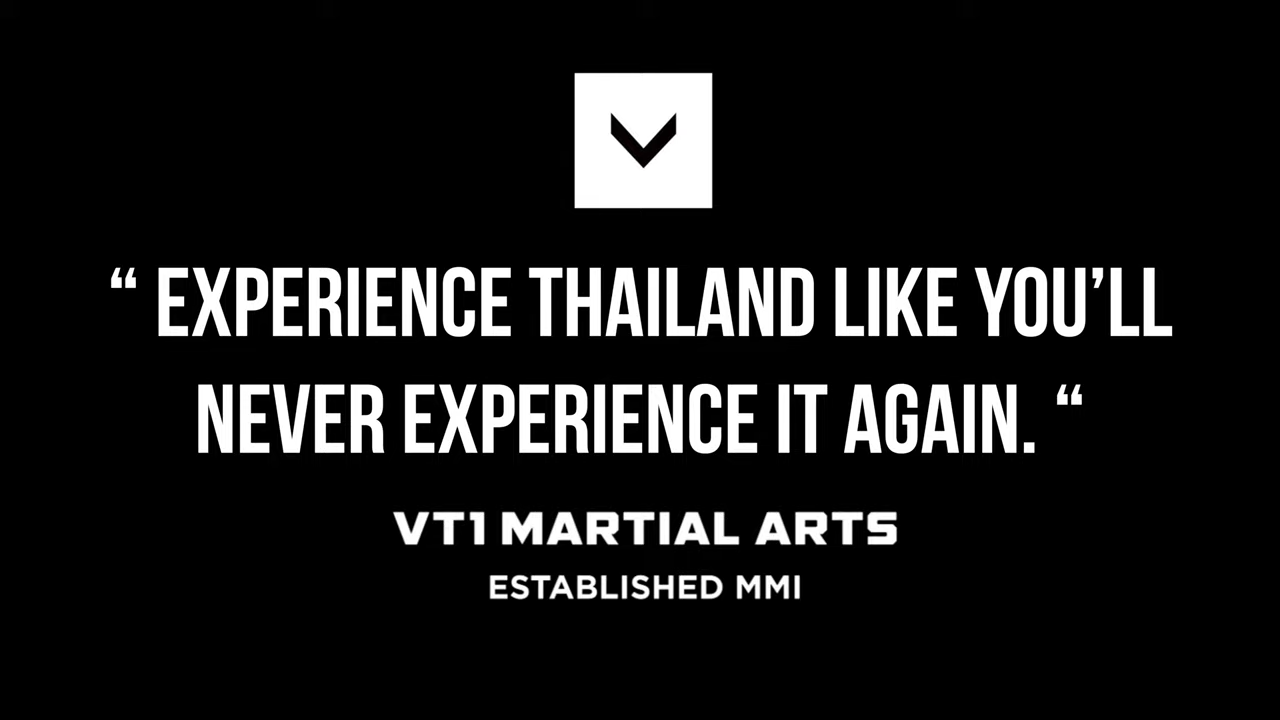 “ EXPERIENCE THAILAND LIKE YOU’LL
NEVER EXPERIENCE IT AGAIN. “
VT1 MARTIAL ARTS
ESTABLISHED MMI